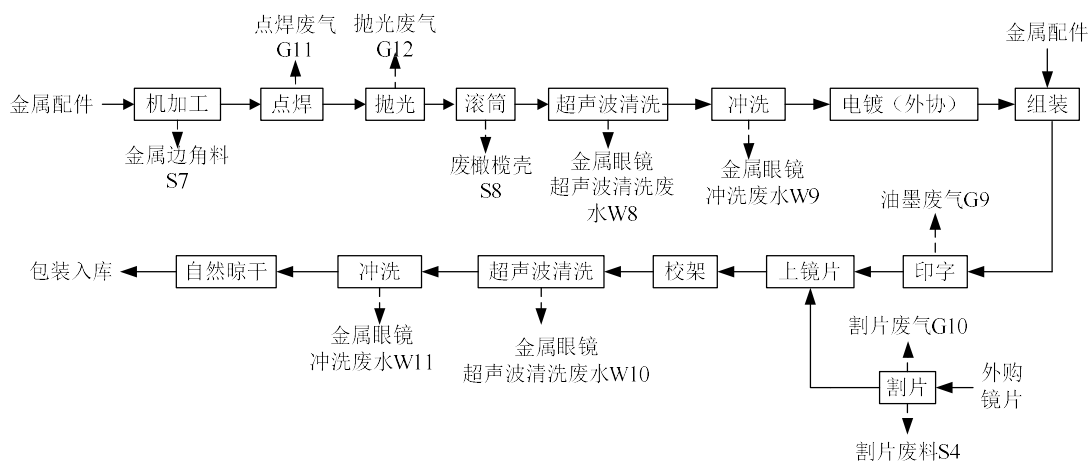 点焊废气
G11
抛光废气
G12
金属配件
金属配件
机加工
点焊
抛光
滚筒
超声波清洗
冲洗
电镀（外协）
组装
金属边角料
S7
废橄榄壳
S8
金属眼镜
超声波清洗废
水W8
金属眼镜
冲洗废水W9
油墨废气G9
包装入库
自然晾干
冲洗
超声波清洗
校架
上镜片
印字
金属眼镜
冲洗废水W11
金属眼镜
超声波清洗废水W10
割片废气G10
割片
外购
镜片
割片废料S4